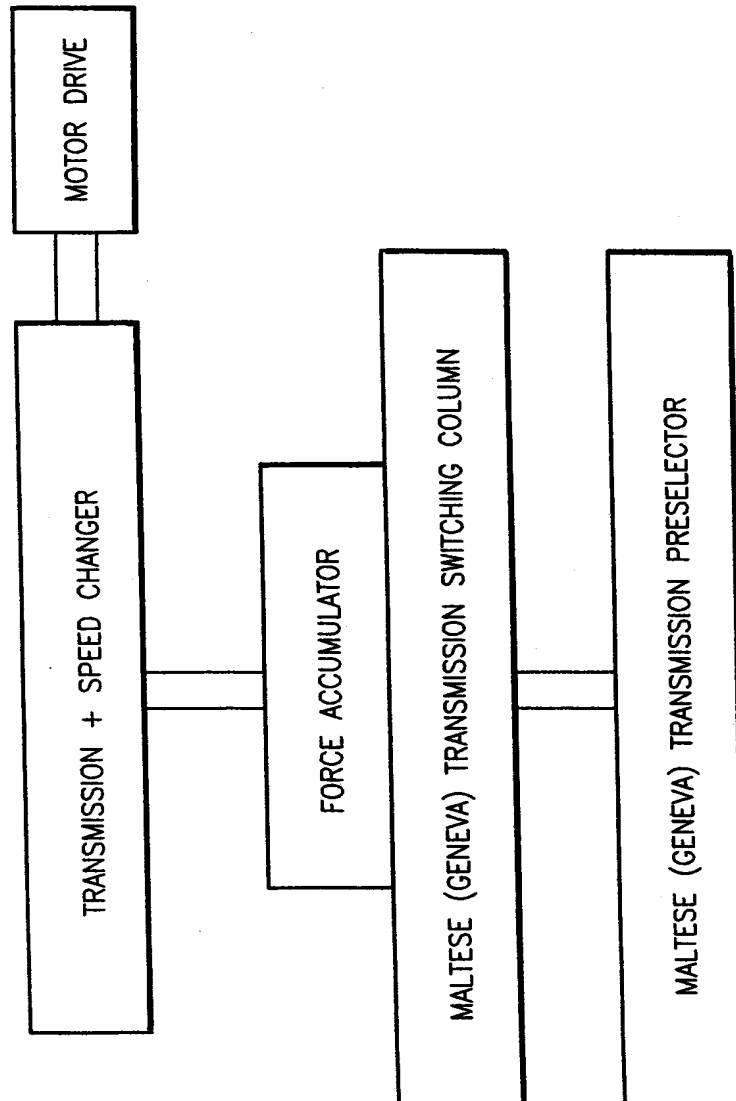 MOTOR DRIVE
TRANSMISSION + SPEED CHANGER
FORCE ACCUMULATOR
MALTESE (GENEVA) TRANSMISSION SWITCHING COLUMN
MALTESE (GENEVA) TRANSMISSION PRESELECTOR